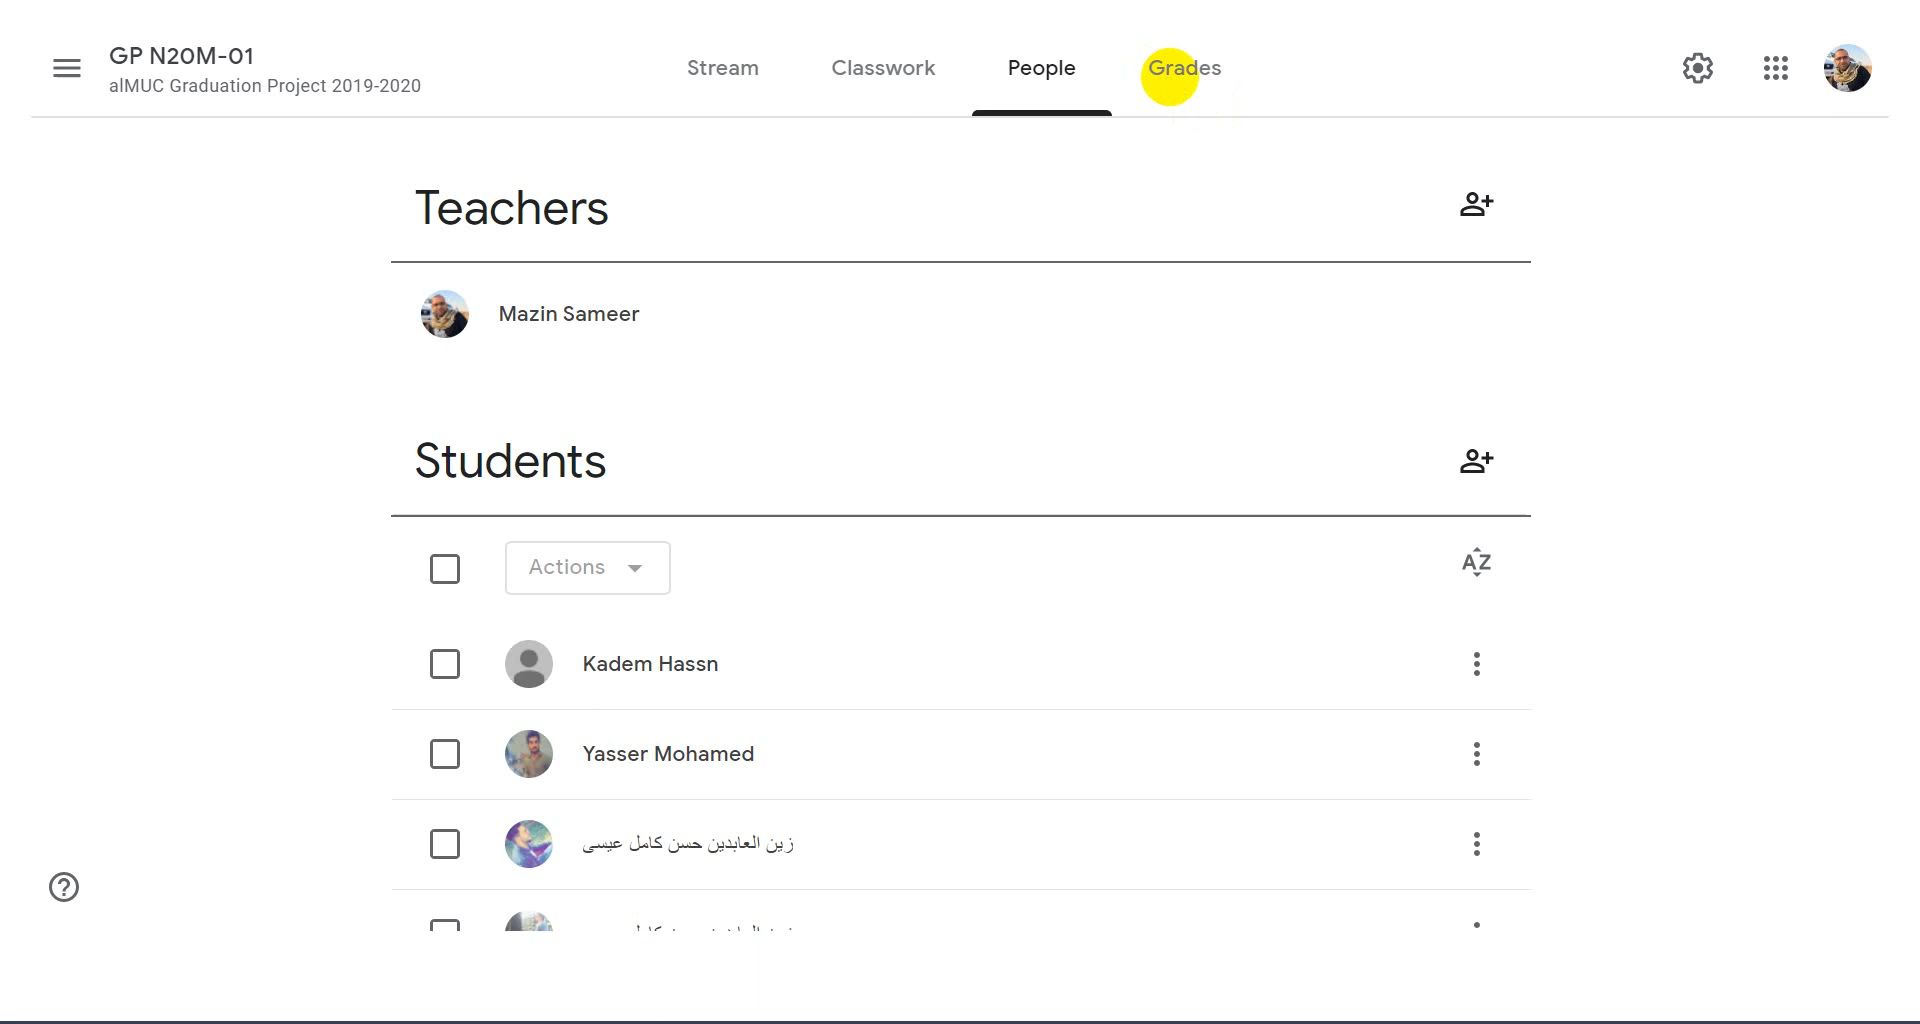 GP N20M-01
alMUC Graduation Project 2019-2020
Stream
Classwork
People
Grades
Teachers
Mazin Sameer
Students
Actions
AZ
Kadem Hassn
Yasser Mohamed
زين العابدين حسن كامل عيسى